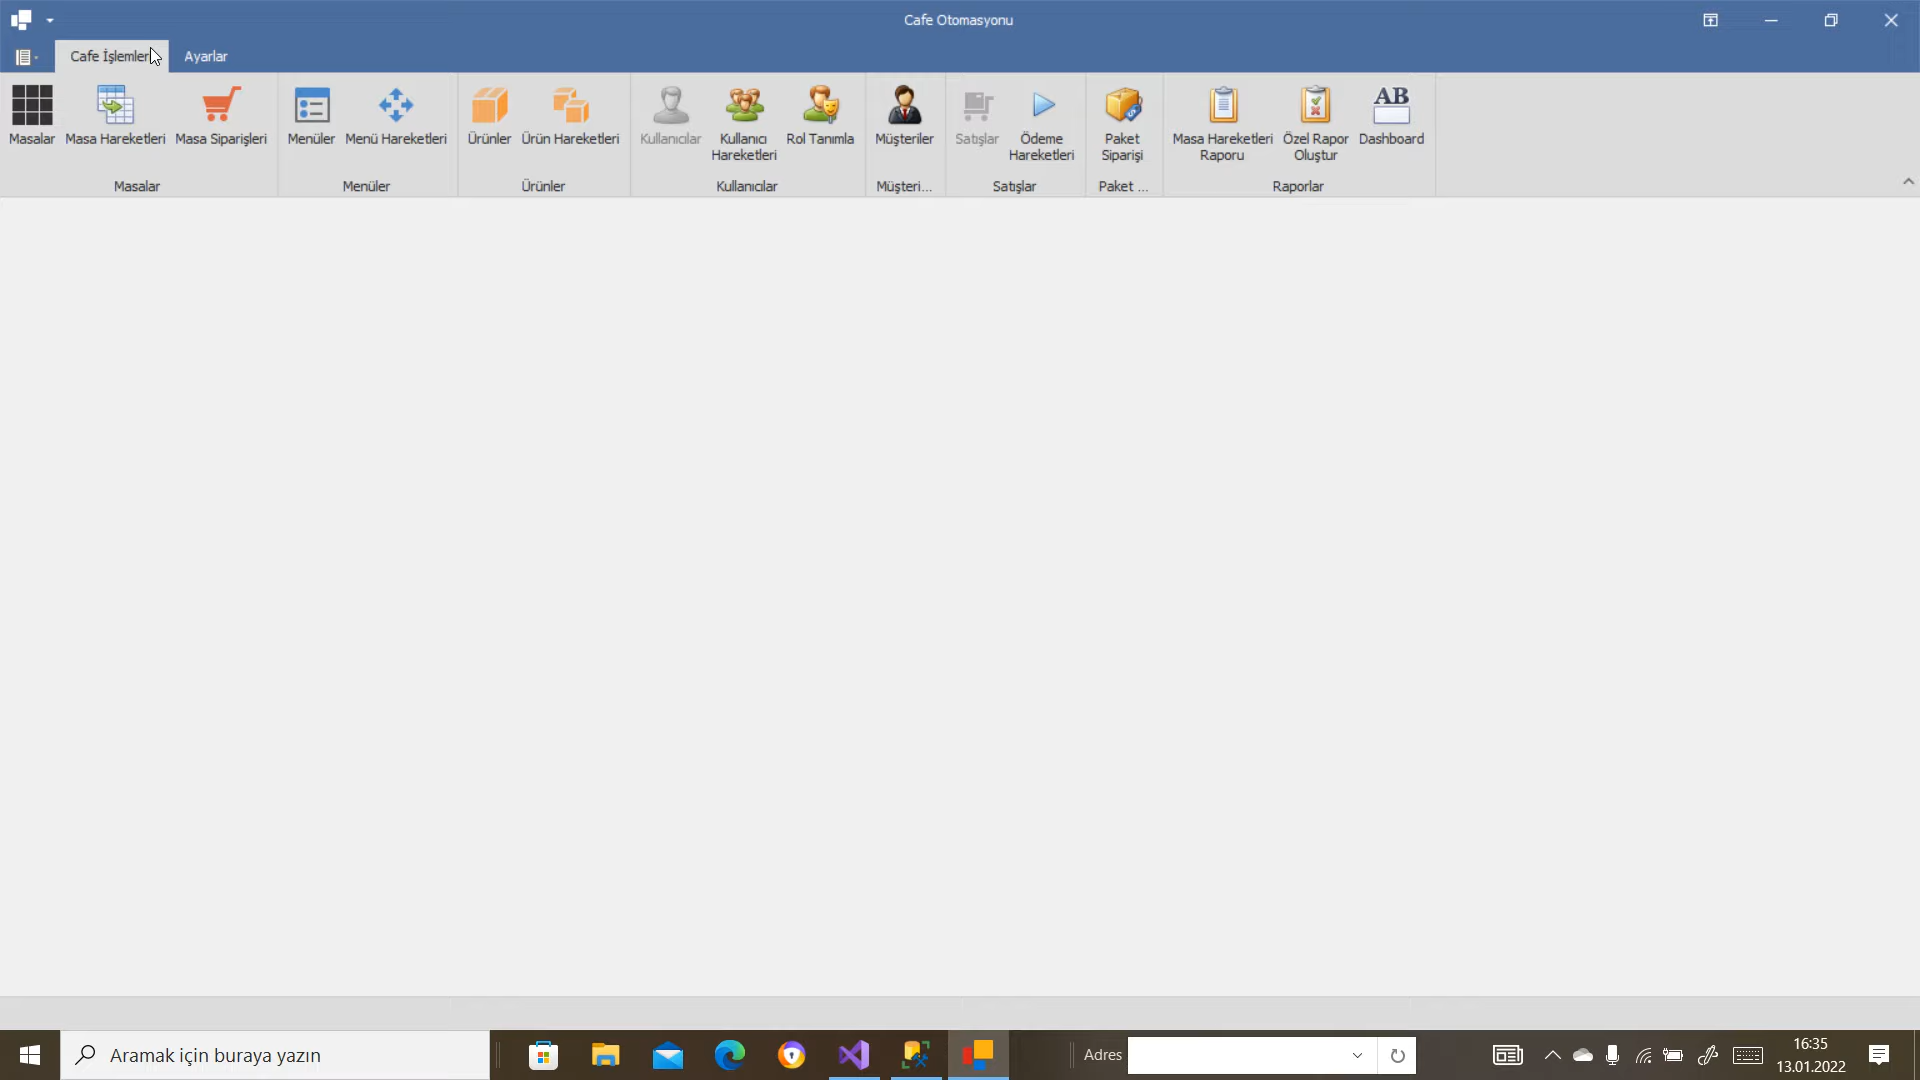 Cafe Otomasyonu
Cafe İşlemleri
Ayarlar
Masalar
Masa Hareketleri
Masa Siparişleri
Menüler
Menü Hareketleri
Ürünler
Ürün Hareketleri
Kullanıcılar
Kullanıcı
Hareketleri
Rol Tanımla
Müşteriler
Satışlar
Ödeme
Hareketleri
Paket
Siparişi
Masa Hareketleri
Raporu
Özel Rapor
Oluştur
AB
Dashboard
Masalar
Menüler
Ürünler
Kullanıcılar
Müşteri...
Satışlar
Paket ...
Raporlar
Aramak için buraya yazın
Adres
16:35
13.01.2022